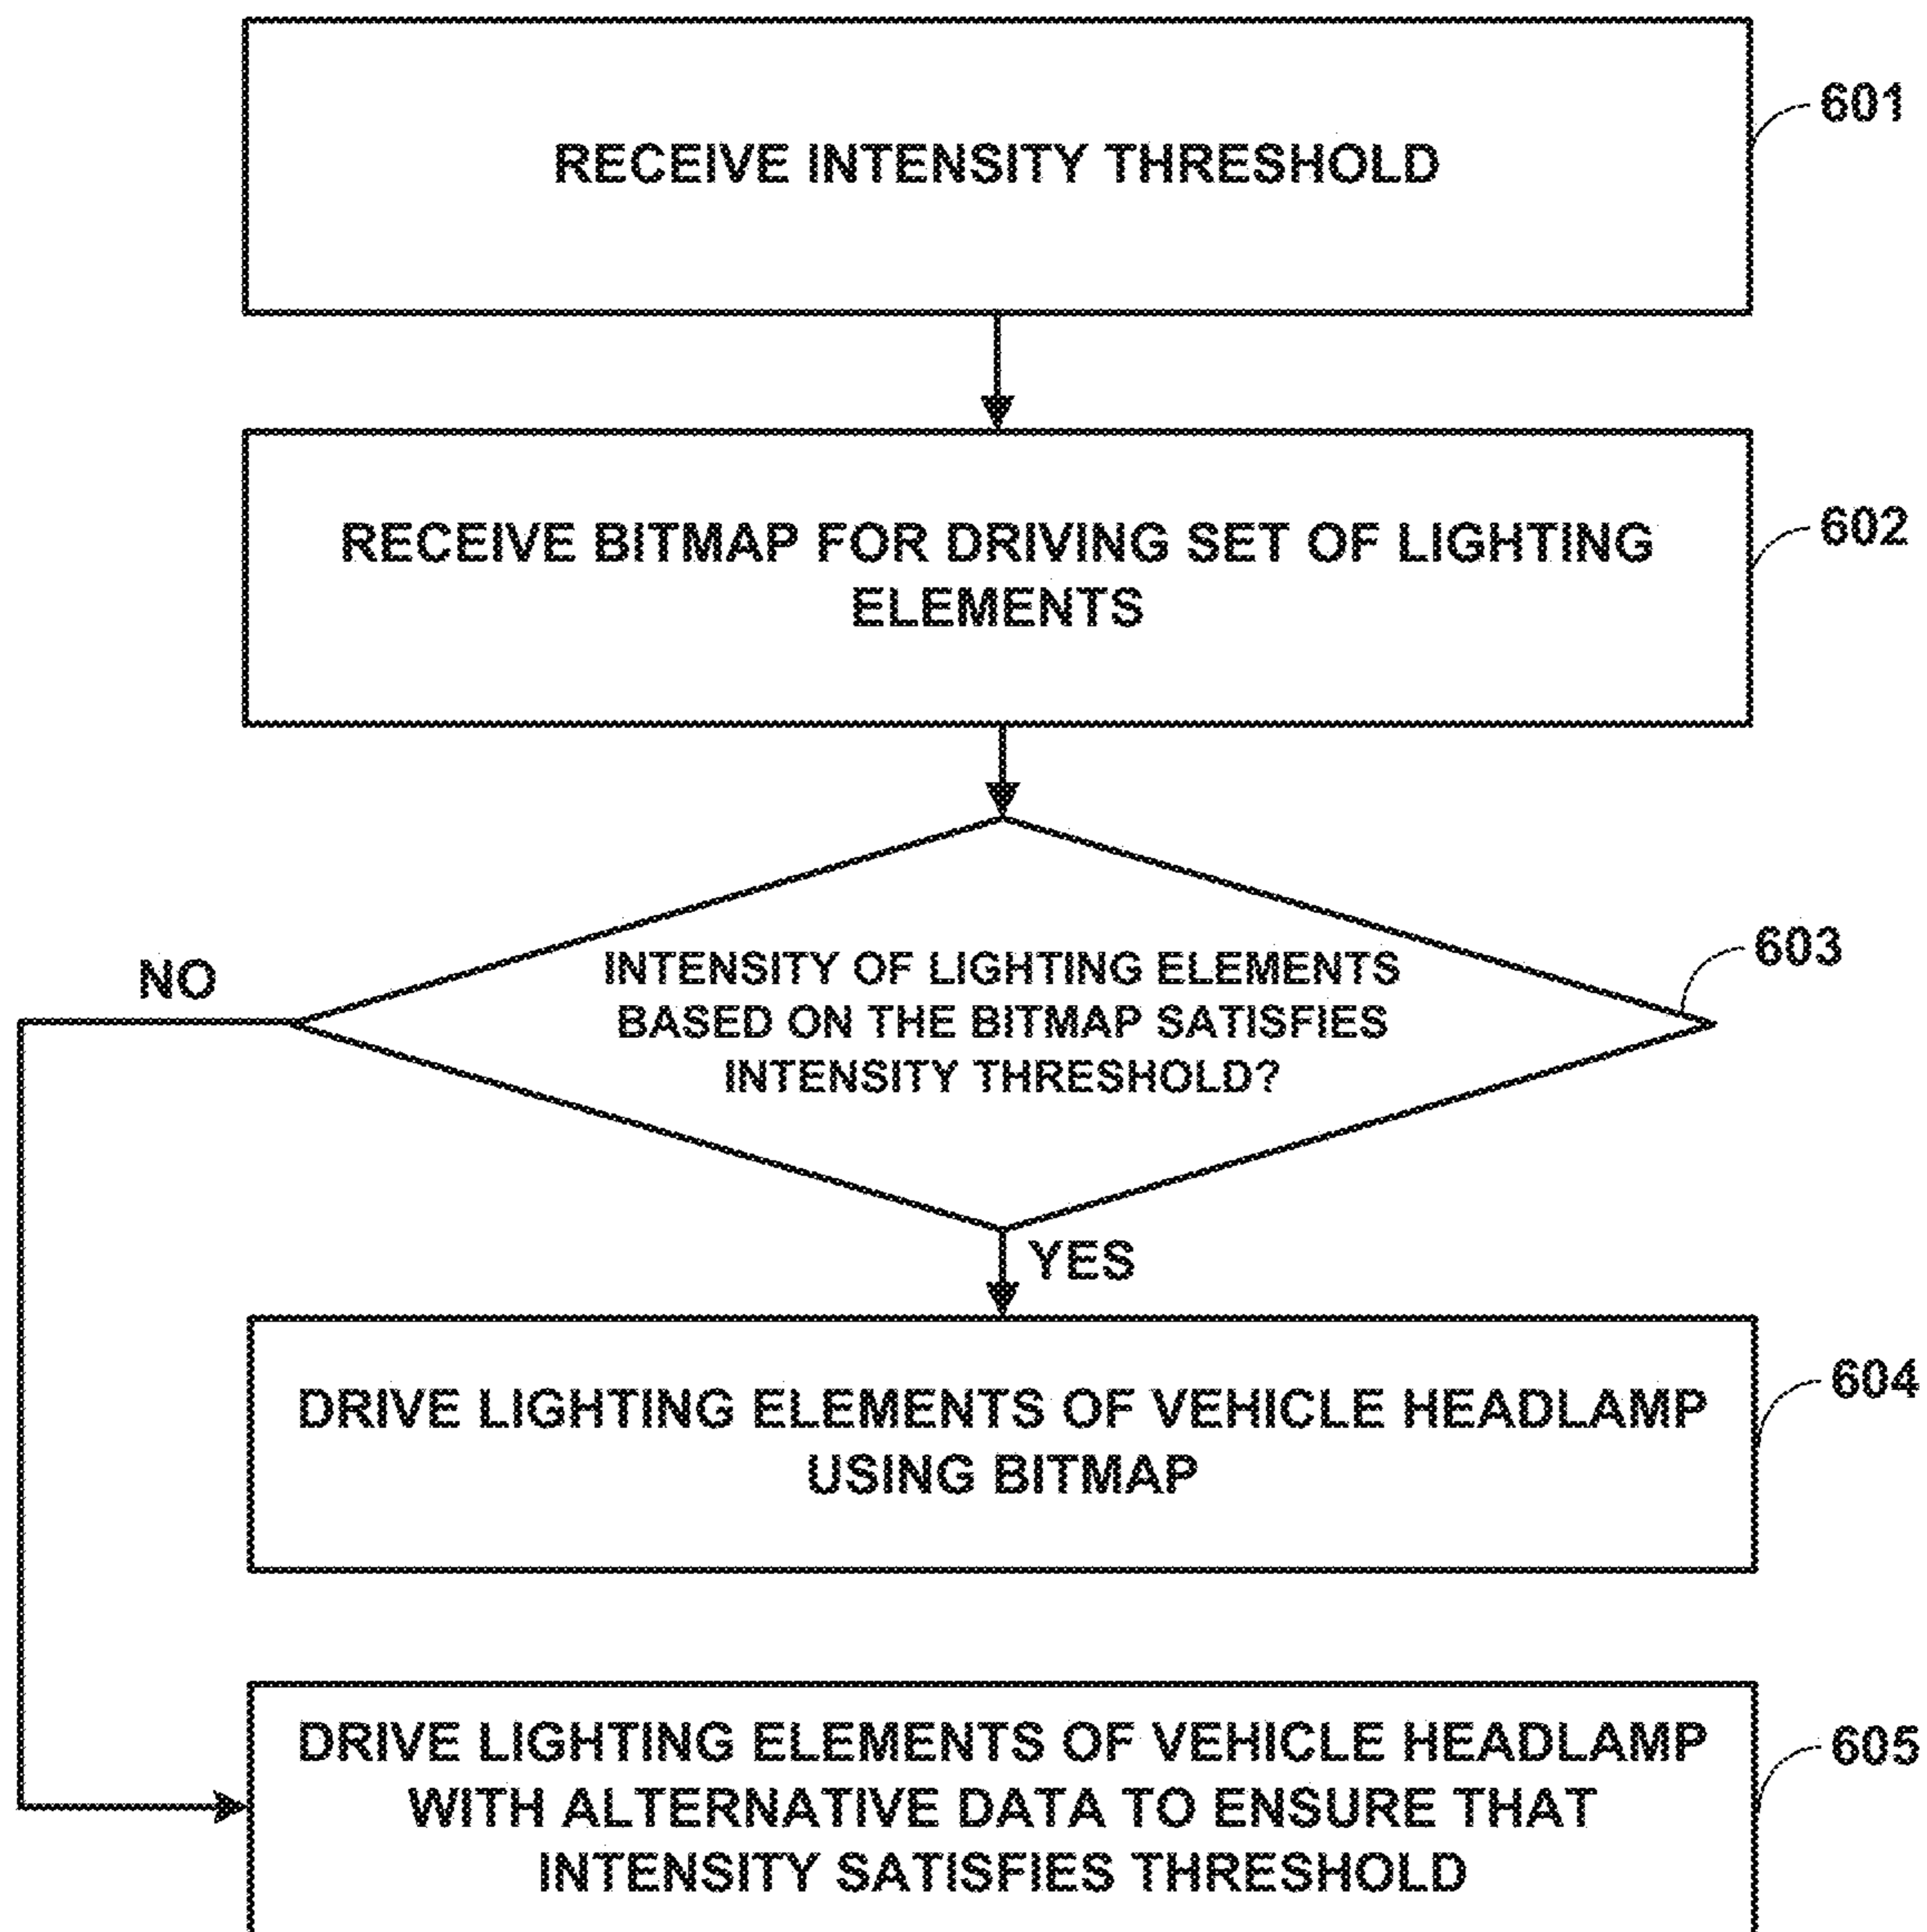 RECEIVE INTENSITY THRESHOLD
601
RECEIVE BITMAP FOR DRIVING SET OF LIGHTING
ELEMENTS
602
INTENSITY OF LIGHTING ELEMENTS
BASED ON THE BITMAP SATISFIES
INTENSITY THRESHOLD?
603
NO
YES
DRIVE LIGHTING ELEMENTS OF VEHICLE HEADLAMP
USING BITMAP
604
DRIVE LIGHTING ELEMENTS OF VEHICLE HEADLAMP
WITH ALTERNATIVE DATA TO ENSURE THAT
INTENSITY SATISFIES THRESHOLD
605